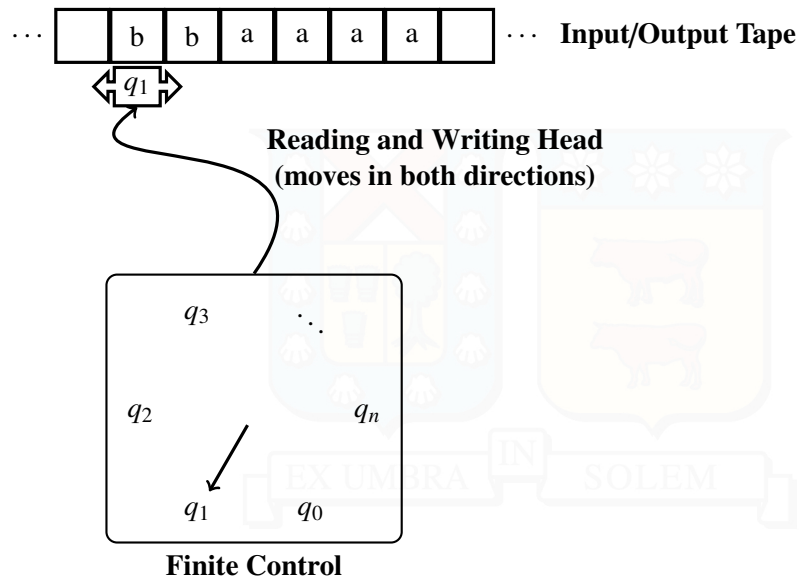 ··· b b a a a a ··· Input/Output Tape
q₁
Reading and Writing Head
(moves in both directions)
q₃ ⋱
q₂ qₙ
EX UMBRA IN SOLEM
q₁ q₀
Finite Control